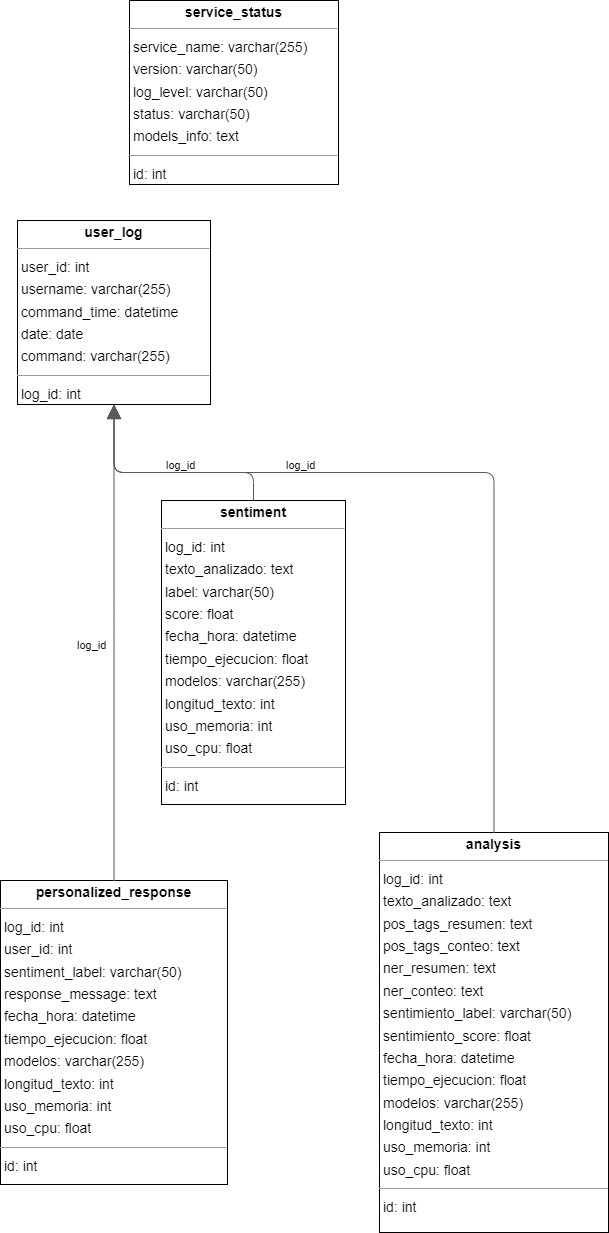 service_status
service_name: varchar(255)
version: varchar(50)
log_level: varchar(50)
status: varchar(50)
models_info: text
id: int
user_log
user_id: int
username: varchar(255)
command_time: datetime
date: date
command: varchar(255)
log_id: int
log_id
log_id
sentiment
log_id: int
texto_analizado: text
label: varchar(50)
score: float
fecha_hora: datetime
tiempo_ejecucion: float
modelos: varchar(255)
longitud_texto: int
uso_memoria: int
uso_cpu: float
id: int
log_id
personalized_response
log_id: int
user_id: int
sentiment_label: varchar(50)
response_message: text
fecha_hora: datetime
tiempo_ejecucion: float
modelos: varchar(255)
longitud_texto: int
uso_memoria: int
uso_cpu: float
id: int
analysis
log_id: int
texto_analizado: text
pos_tags_resumen: text
pos_tags_conteo: text
ner_resumen: text
ner_conteo: text
sentimiento_label: varchar(50)
sentimiento_score: float
fecha_hora: datetime
tiempo_ejecucion: float
modelos: varchar(255)
longitud_texto: int
uso_memoria: int
uso_cpu: float
id: int